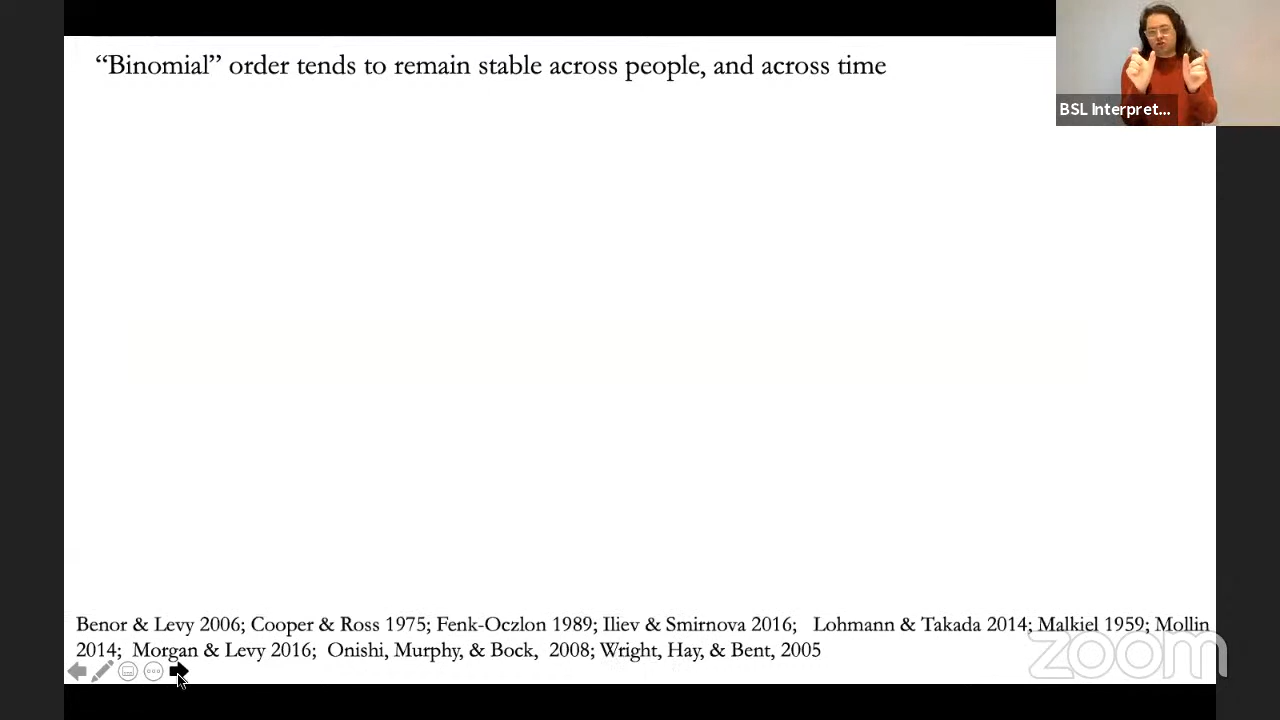 “Binomial” order tends to remain stable across people, and across time
BSL Interpret...
Benor & Levy 2006; Cooper & Ross 1975; Fenk-Oczlon 1989; Iliev & Smirnova 2016; Lohmann & Takada 2014; Malkiel 1959; Mollin
2014; Morgan & Levy 2016; Onishi, Murphy, & Bock, 2008; Wright, Hay, & Bent, 2005
zoom